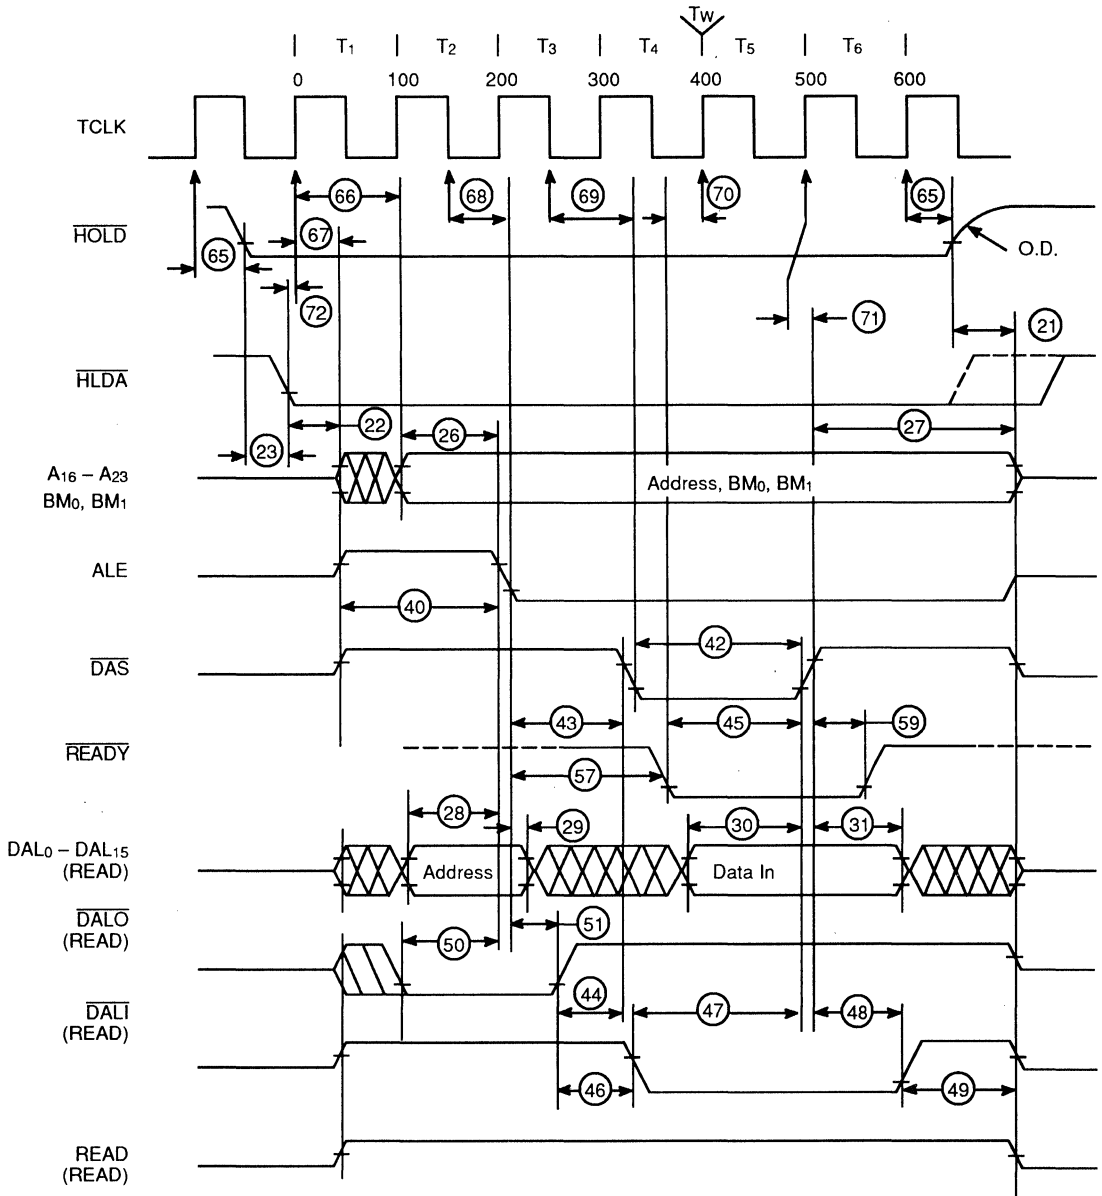 Tw
T1 T2 T3 T4 T5 T6
0 100 200 300 400 500 600
TCLK
66 68 69 70 65
HOLD
67
65
O.D.
72
71 21
HLDA
22 26 27
23
A16 – A23
BM0, BM1
Address, BM0, BM1
ALE
40
DAS
42
43 45 59
READY
57
28 29 30 31
DAL0 – DAL15
(READ)
Address
Data In
DALO
(READ)
50 51
44 47 48
DALI
(READ)
46 49
READ
(READ)